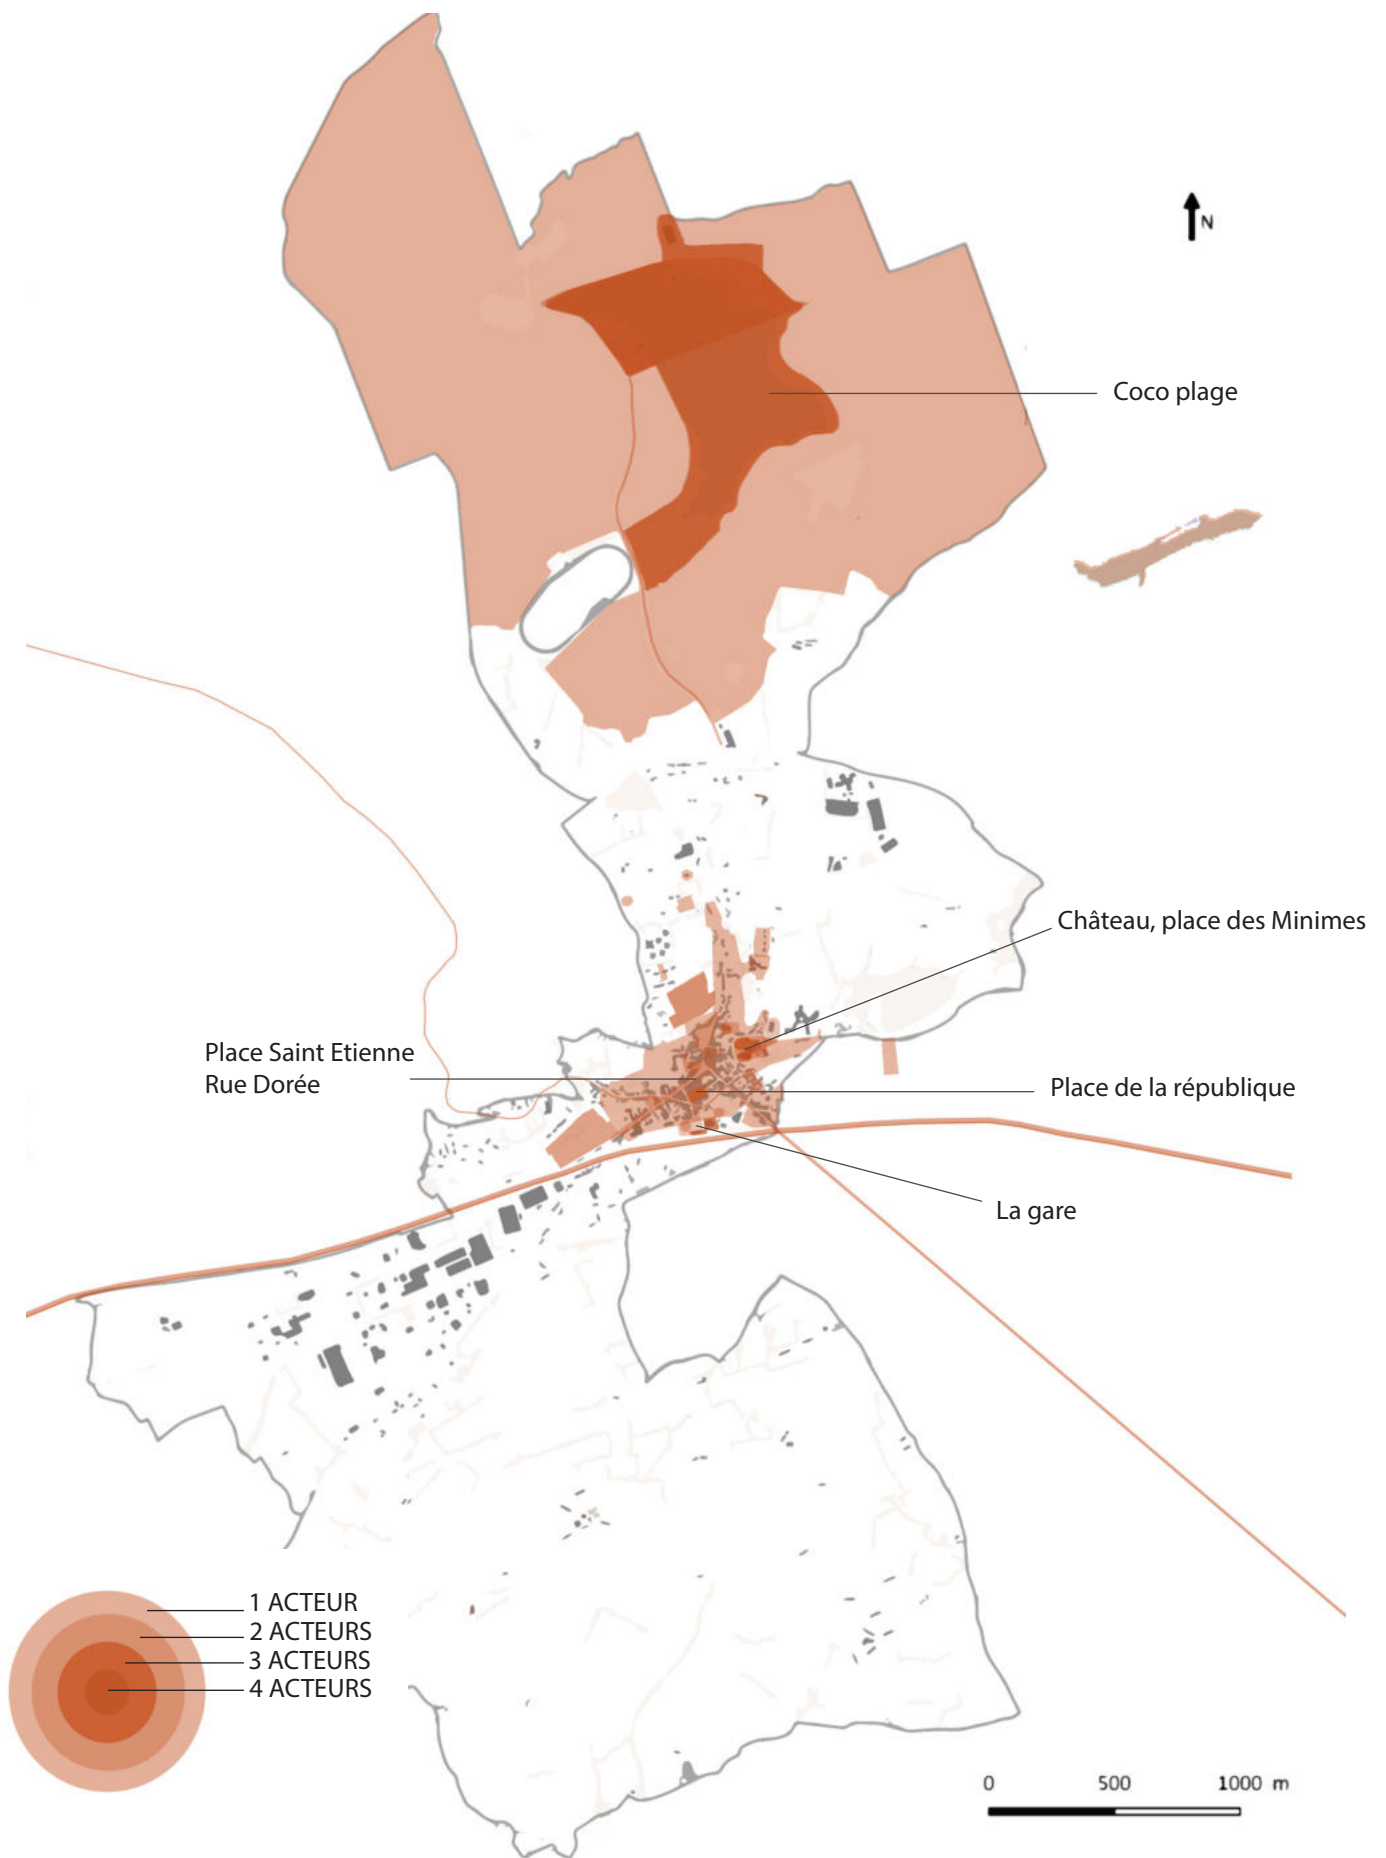 N
Coco plage
Château, place des Minimes
Place Saint Etienne
Rue Dorée
Place de la république
La gare
1 ACTEUR
2 ACTEURS
3 ACTEURS
4 ACTEURS
0 500 1000 m